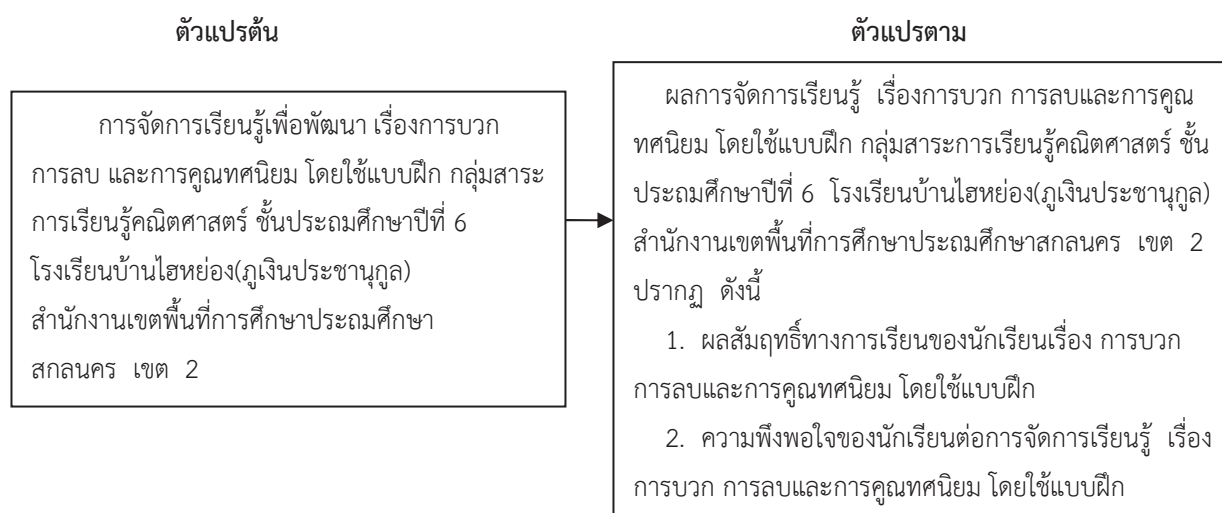 ตัวแปรต้น
การจัดการเรียนรู้เพื่อพัฒนา เรื่องการบวก
การลบ และการคูณทศนิยม โดยใช้แบบฝึก กลุ่มสาระ
การเรียนรู้คณิตศาสตร์ ชั้นประถมศึกษาปีที่ 6
โรงเรียนบ้านไฮหย่อง(ภูเงินประชานุกูล)
สำนักงานเขตพื้นที่การศึกษาประถมศึกษา
สกลนคร เขต 2
ตัวแปรตาม
ผลการจัดการเรียนรู้ เรื่องการบวก การลบและการคูณ
ทศนิยม โดยใช้แบบฝึก กลุ่มสาระการเรียนรู้คณิตศาสตร์ ชั้น
ประถมศึกษาปีที่ 6 โรงเรียนบ้านไฮหย่อง(ภูเงินประชานุกูล)
สำนักงานเขตพื้นที่การศึกษาประถมศึกษาสกลนคร เขต 2
ปรากฏ ดังนี้
1. ผลสัมฤทธิ์ทางการเรียนของนักเรียนเรื่อง การบวก
การลบและการคูณทศนิยม โดยใช้แบบฝึก
2. ความพึงพอใจของนักเรียนต่อการจัดการเรียนรู้ เรื่อง
การบวก การลบและการคูณทศนิยม โดยใช้แบบฝึก